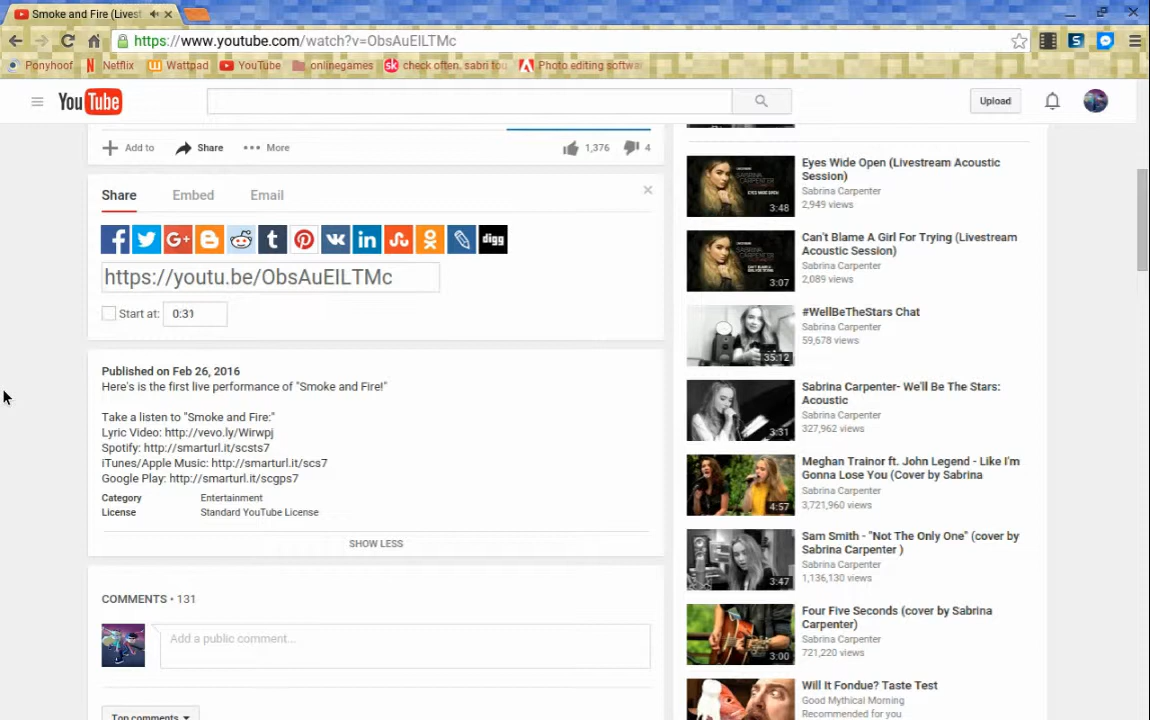 Smoke and Fire (Livest
https://www.youtube.com/watch?v=ObsAuEILTMc
Ponyhoof
Netflix
Wattpad
YouTube
onlinegames
check often. sabri tou
Photo editing softwa
YouTube
Upload
Add to
Share
More
1,376
4
Share
Embed
Email
digg
https://youtu.be/ObsAuEILTMc
Start at:
0:31
Published on Feb 26, 2016
Here's is the first live performance of "Smoke and Fire!"
Take a listen to "Smoke and Fire:"
Lyric Video: http://vevo.ly/Wirwpj
Spotify: http://smarturl.it/scsts7
iTunes/Apple Music: http://smarturl.it/scs7
Google Play: http://smarturl.it/scgps7
Category Entertainment
License Standard YouTube License
SHOW LESS
COMMENTS • 131
Add a public comment...
Top comments
Eyes Wide Open (Livestream Acoustic
Session)
Sabrina Carpenter
2,949 views
3:48
Can't Blame A Girl For Trying (Livestream
Acoustic Session)
Sabrina Carpenter
2,089 views
3:07
#WellBeTheStars Chat
Sabrina Carpenter
59,678 views
35:12
Sabrina Carpenter- We'll Be The Stars:
Acoustic
Sabrina Carpenter
327,962 views
3:31
Meghan Trainor ft. John Legend - Like I'm
Gonna Lose You (Cover by Sabrina
Sabrina Carpenter
3,721,960 views
4:57
Sam Smith - "Not The Only One" (cover by
Sabrina Carpenter )
Sabrina Carpenter
1,136,130 views
3:47
Four Five Seconds (cover by Sabrina
Carpenter)
Sabrina Carpenter
721,220 views
3:00
Will It Fondue? Taste Test
Good Mythical Morning
Recommended for you